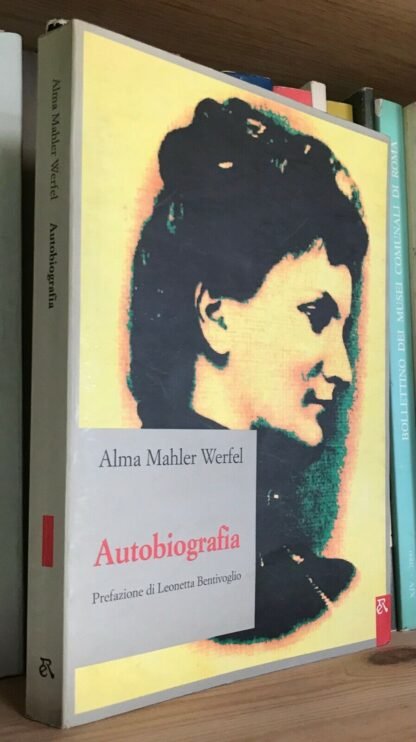 Alma Mahler Werfel Autobiografia
Alma Mahler Werfel
Autobiografia
Prefazione di Leonetta Bentivoglio
BOLLETTINO DEI MUSEI COMUNALI DI ROMA